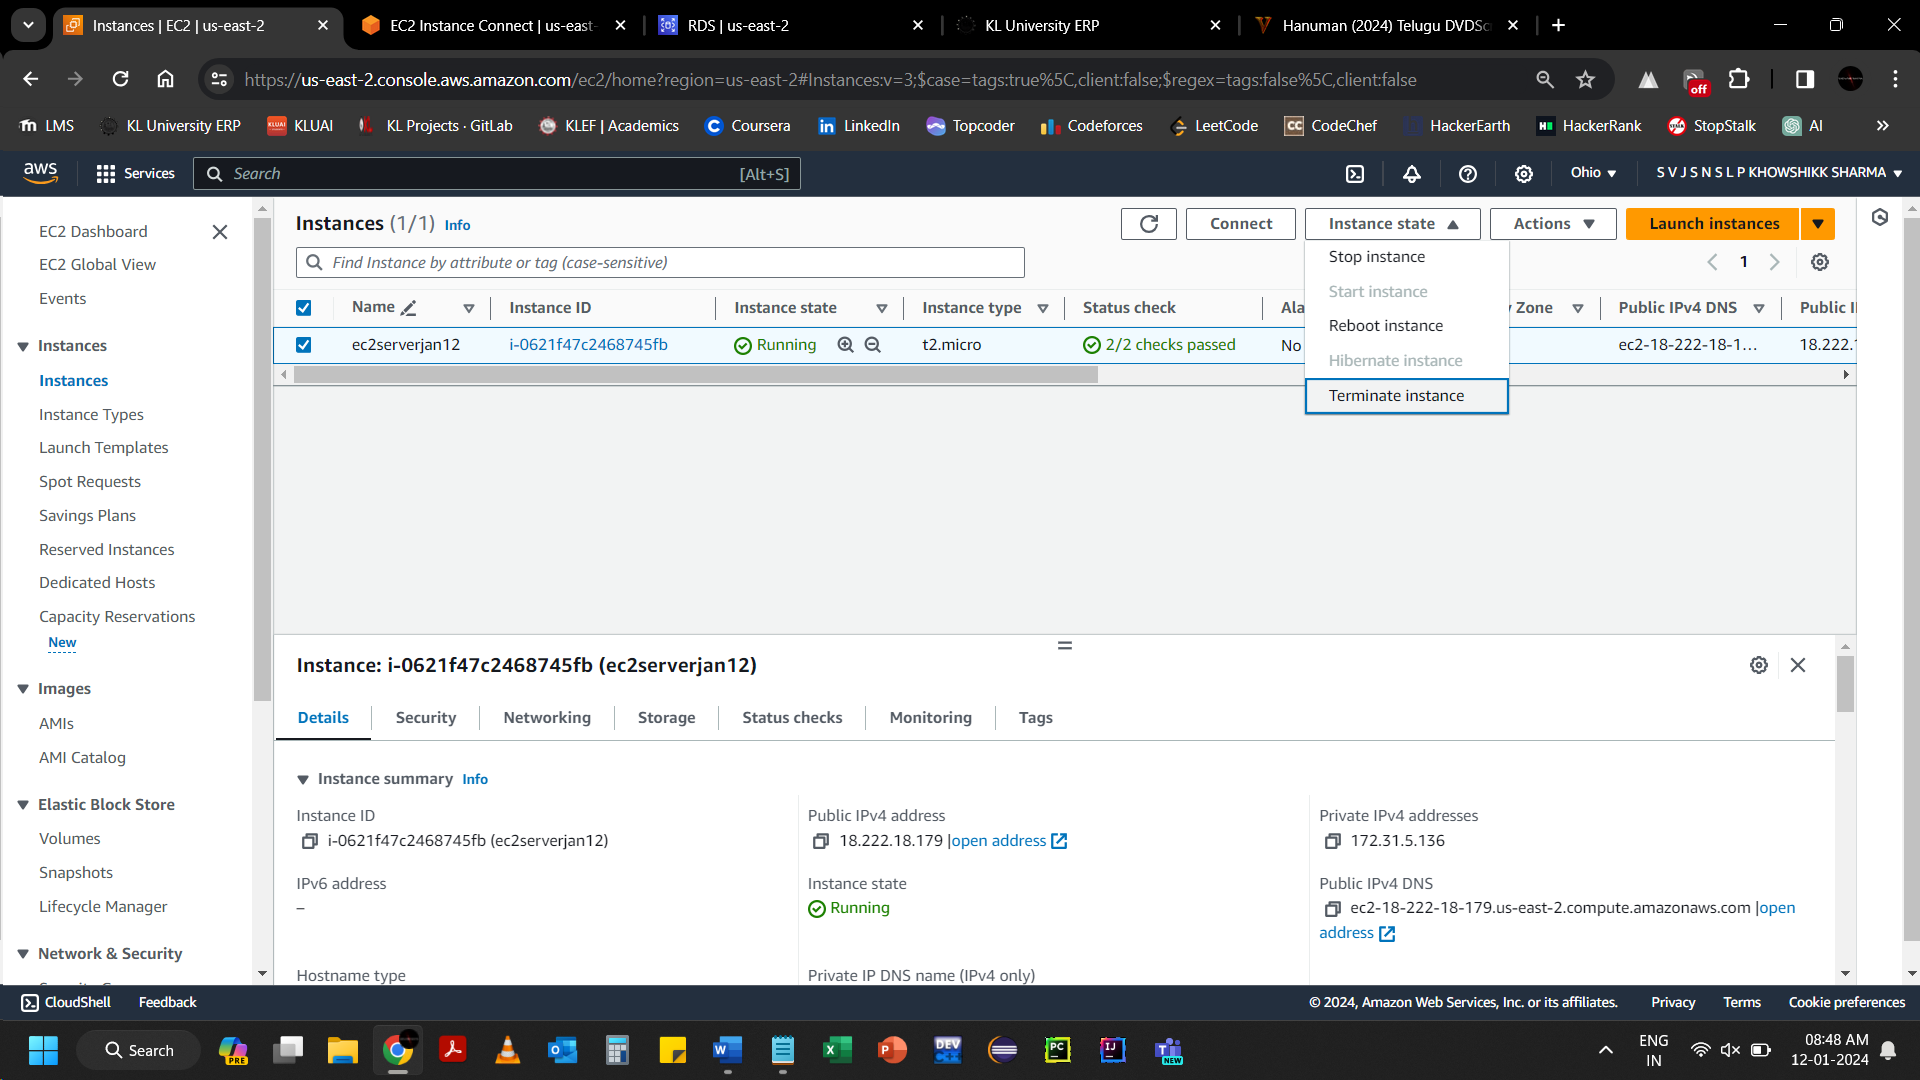 Instances | EC2 | us-east-2
EC2 Instance Connect | us-east-
RDS | us-east-2
KL University ERP
Hanuman (2024) Telugu DVDSc
https://us-east-2.console.aws.amazon.com/ec2/home?region=us-east-2#Instances:v=3;$case=tags:true%5C,client:false;$regex=tags:false%5C,client:false
off
LMS
KL University ERP
KLUAI
KL Projects · GitLab
KLEF | Academics
Coursera
LinkedIn
Topcoder
Codeforces
LeetCode
CodeChef
HackerEarth
HackerRank
StopStalk
AI
aws
Services
Search
[Alt+S]
Ohio
S V J S N S L P KHOWSHIKK SHARMA
EC2 Dashboard
EC2 Global View
Events
Instances
Instances
Instance Types
Launch Templates
Spot Requests
Savings Plans
Reserved Instances
Dedicated Hosts
Capacity Reservations
New
Images
AMIs
AMI Catalog
Elastic Block Store
Volumes
Snapshots
Lifecycle Manager
Network & Security
Instances (1/1) Info
Connect
Instance state
Actions
Launch instances
Find Instance by attribute or tag (case-sensitive)
1
Stop instance
Start instance
Reboot instance
Hibernate instance
Terminate instance
Name
Instance ID
Instance state
Instance type
Status check
Ala
Zone
Public IPv4 DNS
Public I
ec2serverjan12
i-0621f47c2468745fb
Running
t2.micro
2/2 checks passed
No
ec2-18-222-18-1...
18.222.1
Instance: i-0621f47c2468745fb (ec2serverjan12)
Details
Security
Networking
Storage
Status checks
Monitoring
Tags
Instance summary Info
Instance ID
i-0621f47c2468745fb (ec2serverjan12)
Public IPv4 address
18.222.18.179 |open address
Private IPv4 addresses
172.31.5.136
IPv6 address
–
Instance state
Running
Public IPv4 DNS
ec2-18-222-18-179.us-east-2.compute.amazonaws.com |open
address
Hostname type
Private IP DNS name (IPv4 only)
CloudShell
Feedback
© 2024, Amazon Web Services, Inc. or its affiliates.
Privacy
Terms
Cookie preferences
Search
PRE
DEV
PC
IJ
NEW
ENG
IN
08:48 AM
12-01-2024